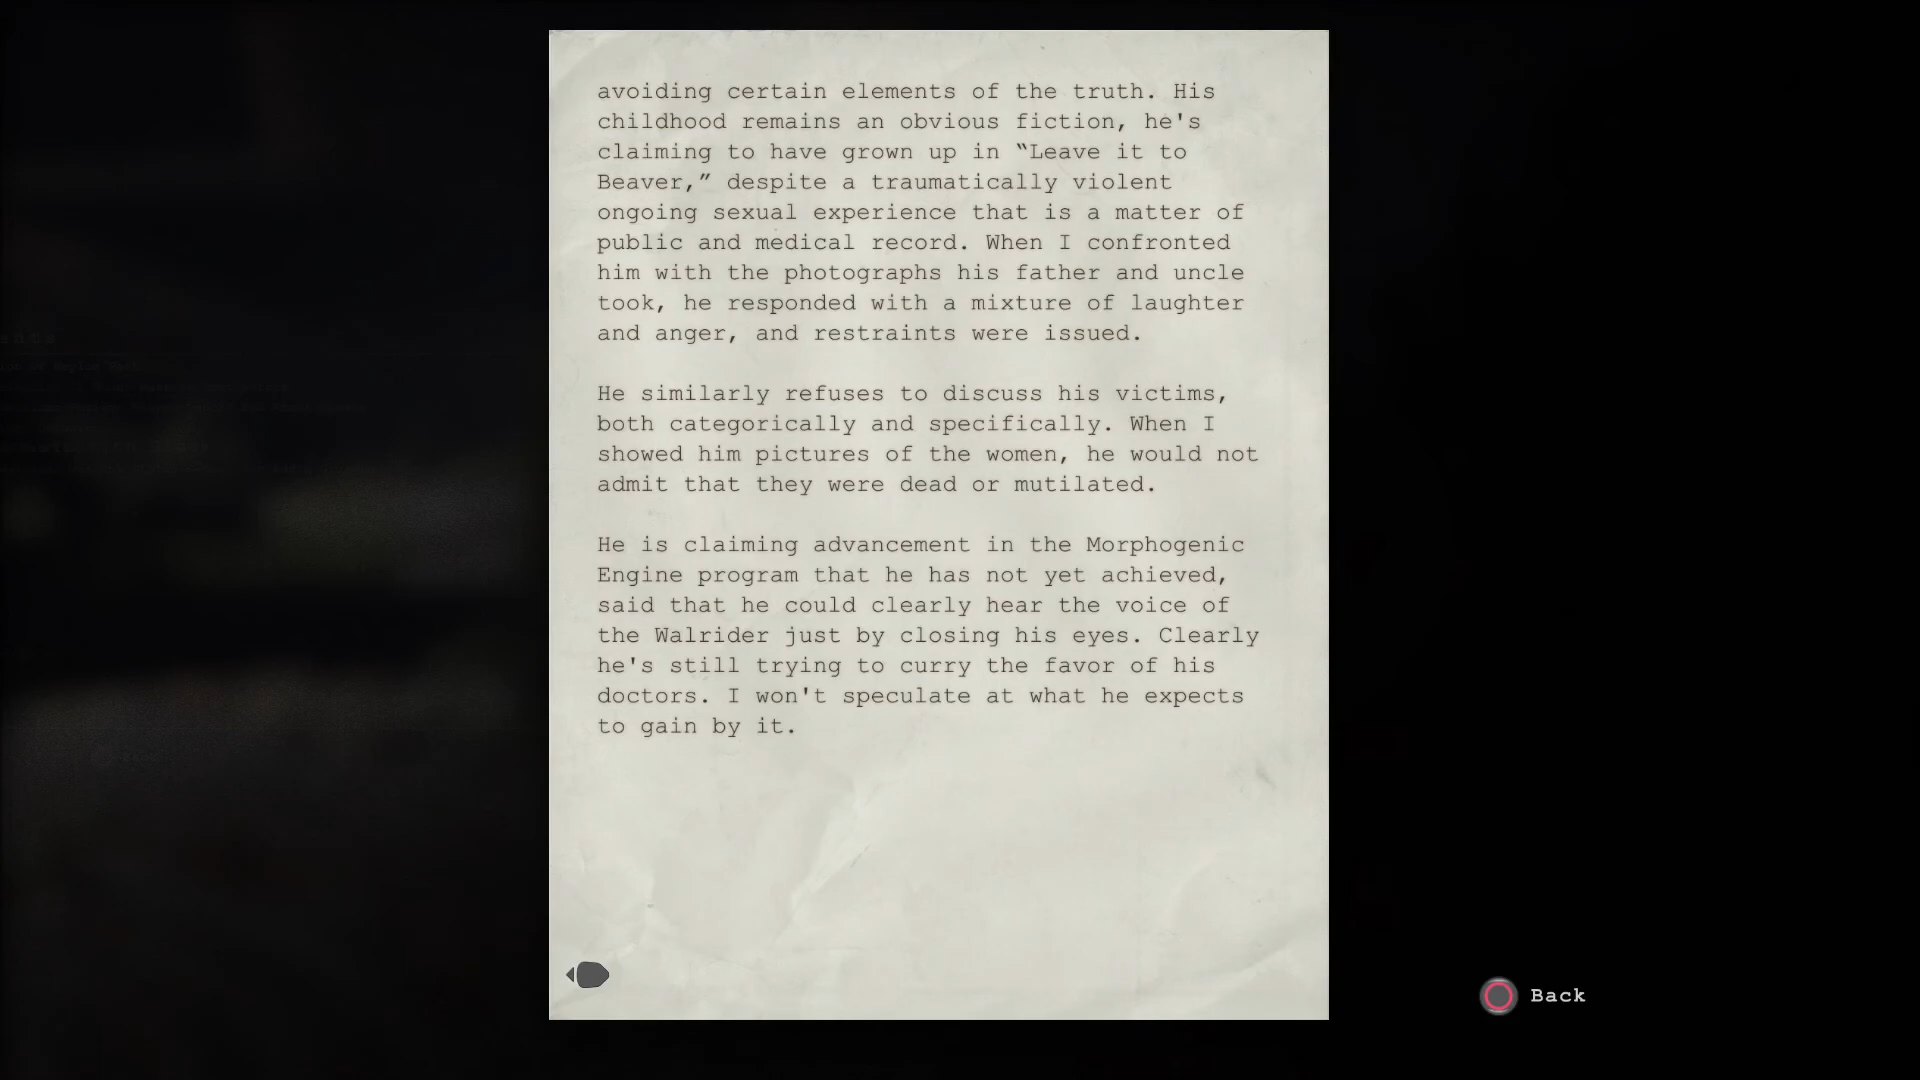 avoiding certain elements of the truth. His
childhood remains an obvious fiction, he's
claiming to have grown up in “Leave it to
Beaver,” despite a traumatically violent
ongoing sexual experience that is a matter of
public and medical record. When I confronted
him with the photographs his father and uncle
took, he responded with a mixture of laughter
and anger, and restraints were issued.
He similarly refuses to discuss his victims,
both categorically and specifically. When I
showed him pictures of the women, he would not
admit that they were dead or mutilated.
He is claiming advancement in the Morphogenic
Engine program that he has not yet achieved,
said that he could clearly hear the voice of
the Walrider just by closing his eyes. Clearly
he's still trying to curry the favor of his
doctors. I won't speculate at what he expects
to gain by it.
Back